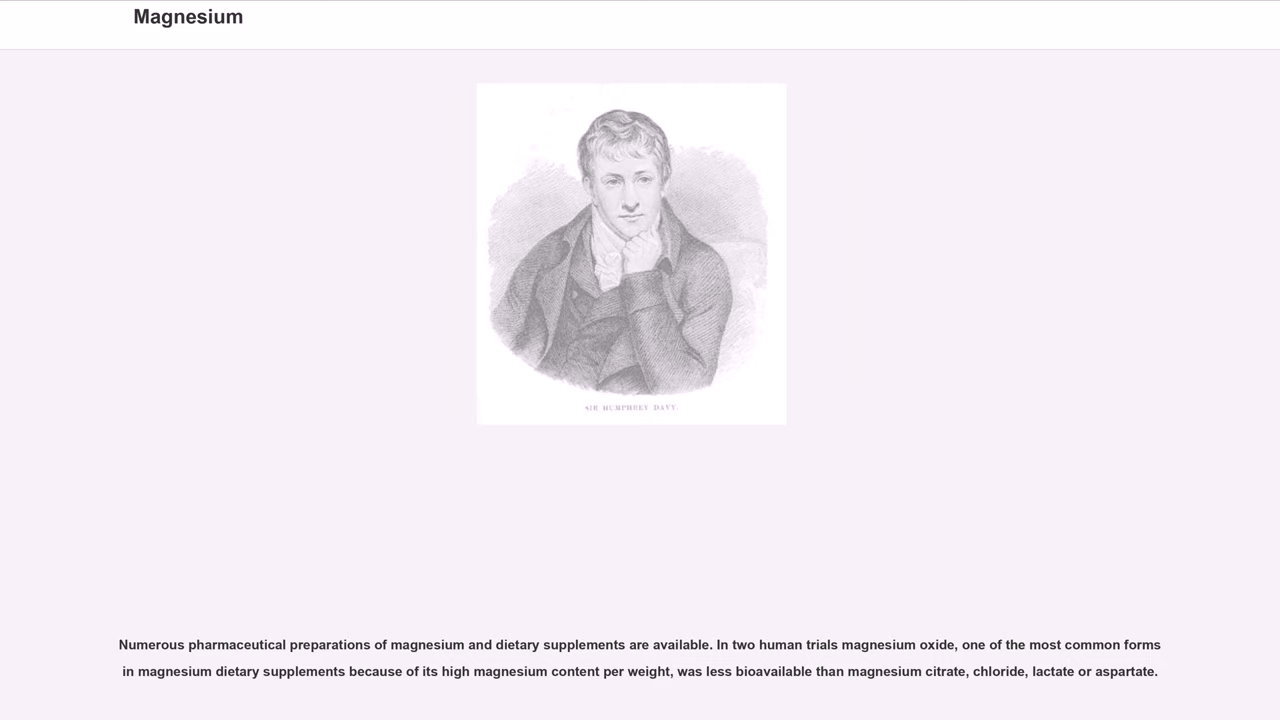 Magnesium
SIR HUMPHREY DAVY.
Numerous pharmaceutical preparations of magnesium and dietary supplements are available. In two human trials magnesium oxide, one of the most common forms
in magnesium dietary supplements because of its high magnesium content per weight, was less bioavailable than magnesium citrate, chloride, lactate or aspartate.